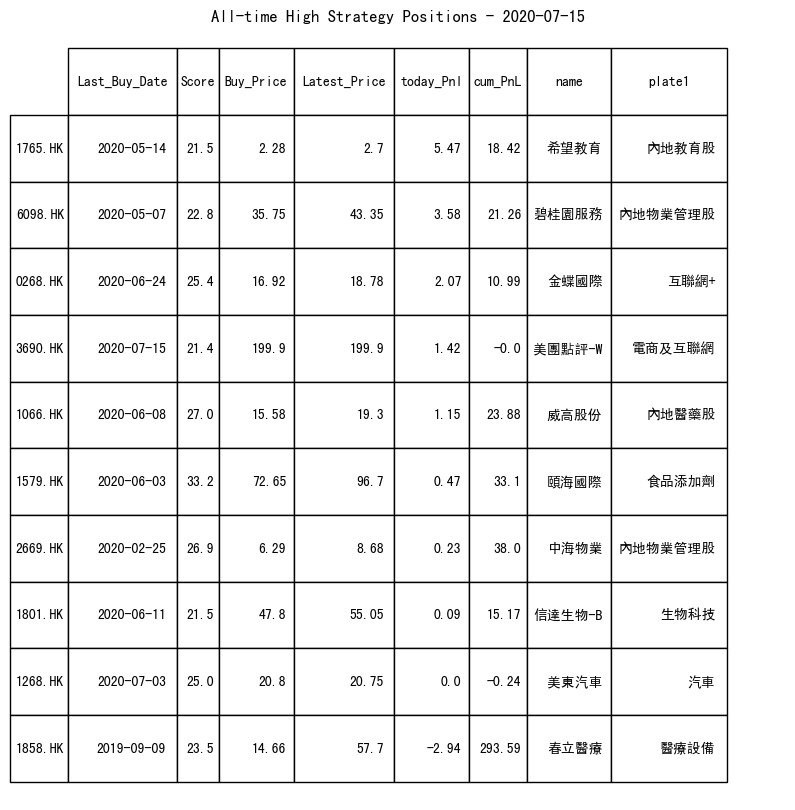 All-time High Strategy Positions - 2020-07-15
Last_Buy_Date Score Buy_Price Latest_Price today_Pnl cum_PnL name plate1
1765.HK 2020-05-14 21.5 2.28 2.7 5.47 18.42 希望教育 內地教育股
6098.HK 2020-05-07 22.8 35.75 43.35 3.58 21.26 碧桂園服務 內地物業管理股
0268.HK 2020-06-24 25.4 16.92 18.78 2.07 10.99 金蝶國際 互聯網+
3690.HK 2020-07-15 21.4 199.9 199.9 1.42 -0.0 美團點評-W 電商及互聯網
1066.HK 2020-06-08 27.0 15.58 19.3 1.15 23.88 威高股份 內地醫藥股
1579.HK 2020-06-03 33.2 72.65 96.7 0.47 33.1 頤海國際 食品添加劑
2669.HK 2020-02-25 26.9 6.29 8.68 0.23 38.0 中海物業 內地物業管理股
1801.HK 2020-06-11 21.5 47.8 55.05 0.09 15.17 信達生物-B 生物科技
1268.HK 2020-07-03 25.0 20.8 20.75 0.0 -0.24 美東汽車 汽車
1858.HK 2019-09-09 23.5 14.66 57.7 -2.94 293.59 春立醫療 醫療設備